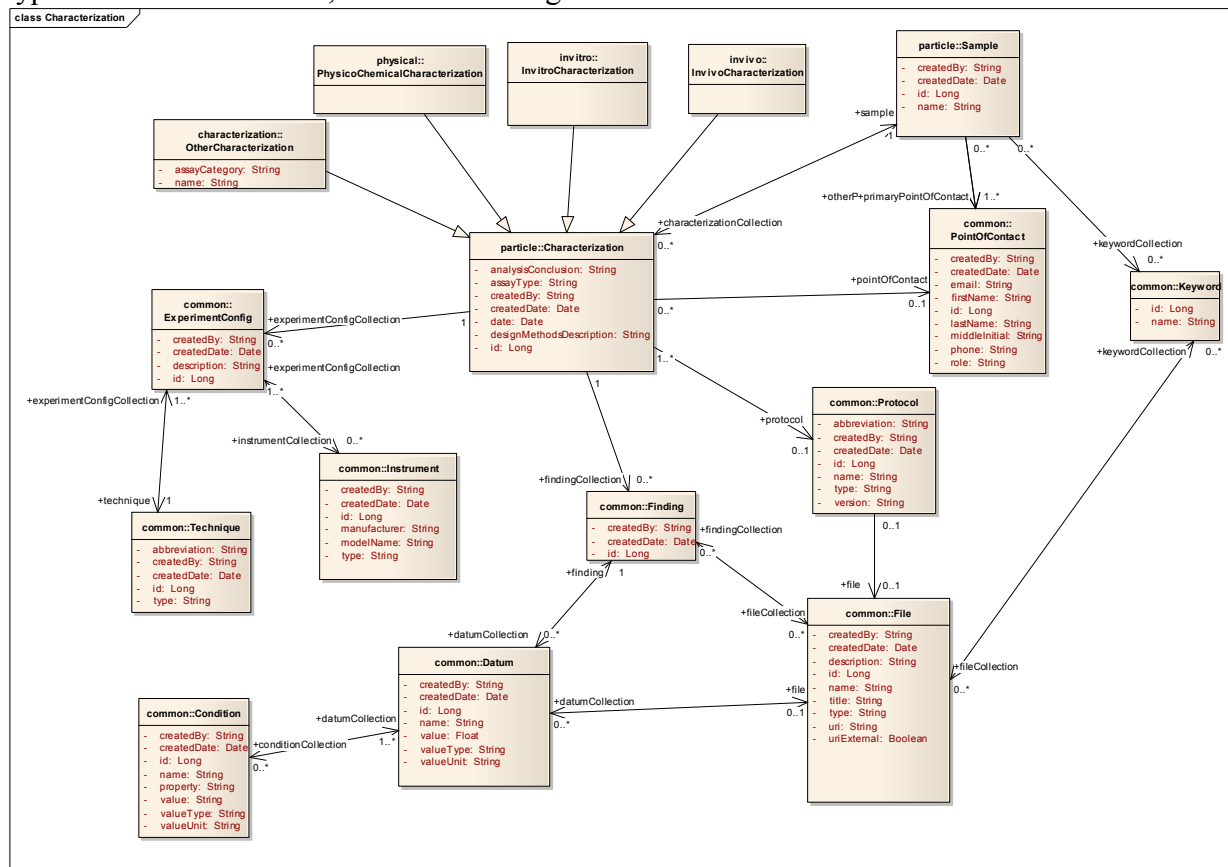 class Characterization
physical::
PhysicoChemicalCharacterization
invitro::
InvitroCharacterization
invivo::
InvivoCharacterization
particle::Sample
- createdBy: String
- createdDate: Date
- id: Long
- name: String
characterization::
OtherCharacterization
- assayCategory: String
- name: String
+sample
1
0..*
0..*
+otherP+primaryPointOfContact
1..*
+characterizationCollection
0..*
particle::Characterization
- analysisConclusion: String
- assayType: String
- createdBy: String
- createdDate: Date
- date: Date
- designMethodsDescription: String
- id: Long
common::
PointOfContact
- createdBy: String
- createdDate: Date
- email: String
- firstName: String
- id: Long
- lastName: String
- middleInitial: String
- phone: String
- role: String
+keywordCollection
0..*
common::Keyword
- id: Long
- name: String
+keywordCollection
0..*
+pointOfContact
0..*
0..1
common::
ExperimentConfig
- createdBy: String
- createdDate: Date
- description: String
- id: Long
+experimentConfigCollection
1
0..*
+experimentConfigCollection
1..*
+experimentConfigCollection
1..*
1..*
+protocol
0..1
common::Protocol
- abbreviation: String
- createdBy: String
- createdDate: Date
- id: Long
- name: String
- type: String
- version: String
1
+instrumentCollection
0..*
common::Instrument
- createdBy: String
- createdDate: Date
- id: Long
- manufacturer: String
- modelName: String
- type: String
+technique
1
common::Technique
- abbreviation: String
- createdBy: String
- createdDate: Date
- id: Long
- type: String
+findingCollection
0..*
common::Finding
- createdBy: String
- createdDate: Date
- id: Long
+findingCollection
0..*
0..1
+file
0..1
+finding
1
+fileCollection
0..*
common::File
- createdBy: String
- createdDate: Date
- description: String
- id: Long
- name: String
- title: String
- type: String
- uri: String
- uriExternal: Boolean
+fileCollection
0..*
+datumCollection
0..*
common::Datum
- createdBy: String
- createdDate: Date
- id: Long
- name: String
- value: Float
- valueType: String
- valueUnit: String
+datumCollection
0..*
+file
0..1
+datumCollection
1..*
+conditionCollection
0..*
common::Condition
- createdBy: String
- createdDate: Date
- id: Long
- name: String
- property: String
- value: String
- valueType: String
- valueUnit: String